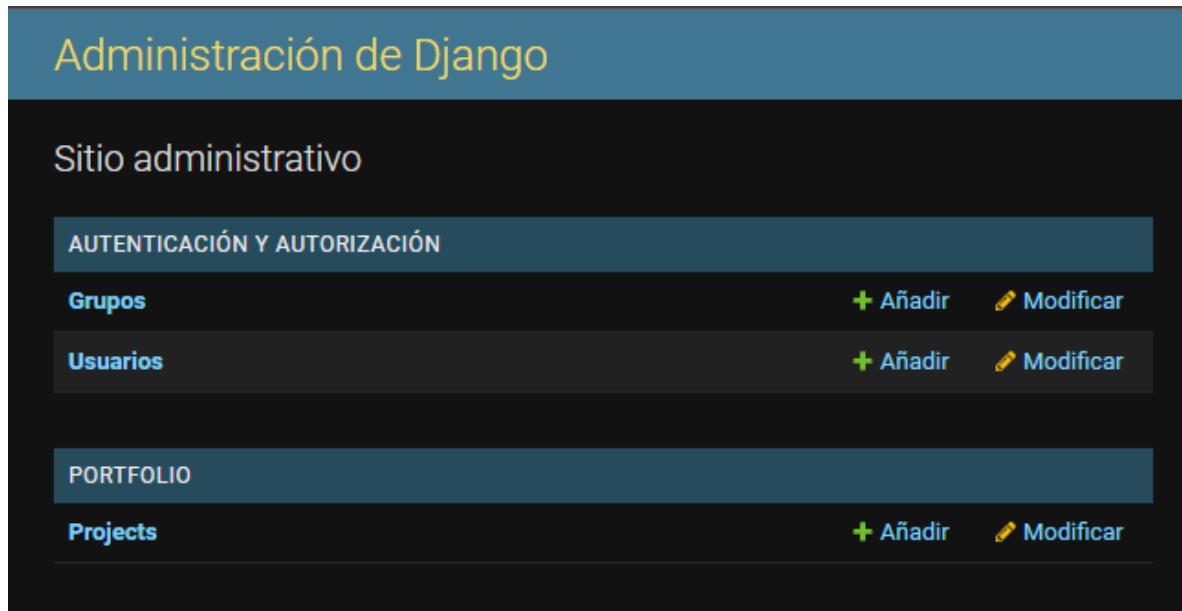 Administración de Django
Sitio administrativo
AUTENTICACIÓN Y AUTORIZACIÓN
Grupos Añadir Modificar
Usuarios Añadir Modificar
PORTFOLIO
Projects Añadir Modificar